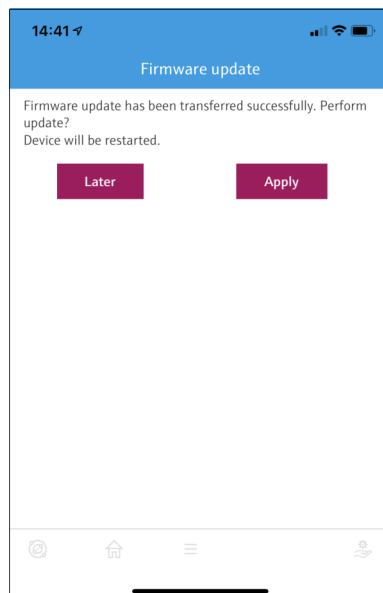 14:41
Firmware update
Firmware update has been transferred successfully. Perform
update?
Device will be restarted.
Later
Apply